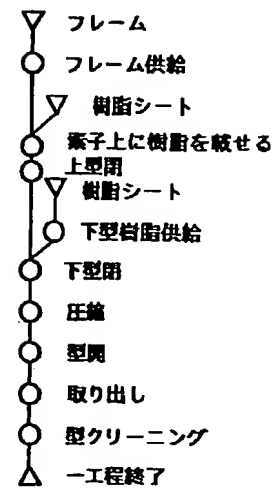 フレーム
フレーム供給
樹脂シート
素子上に樹脂を載せる
上型閉
樹脂シート
下型樹脂供給
下型閉
圧縮
型開
取り出し
型クリーニング
一工程終了